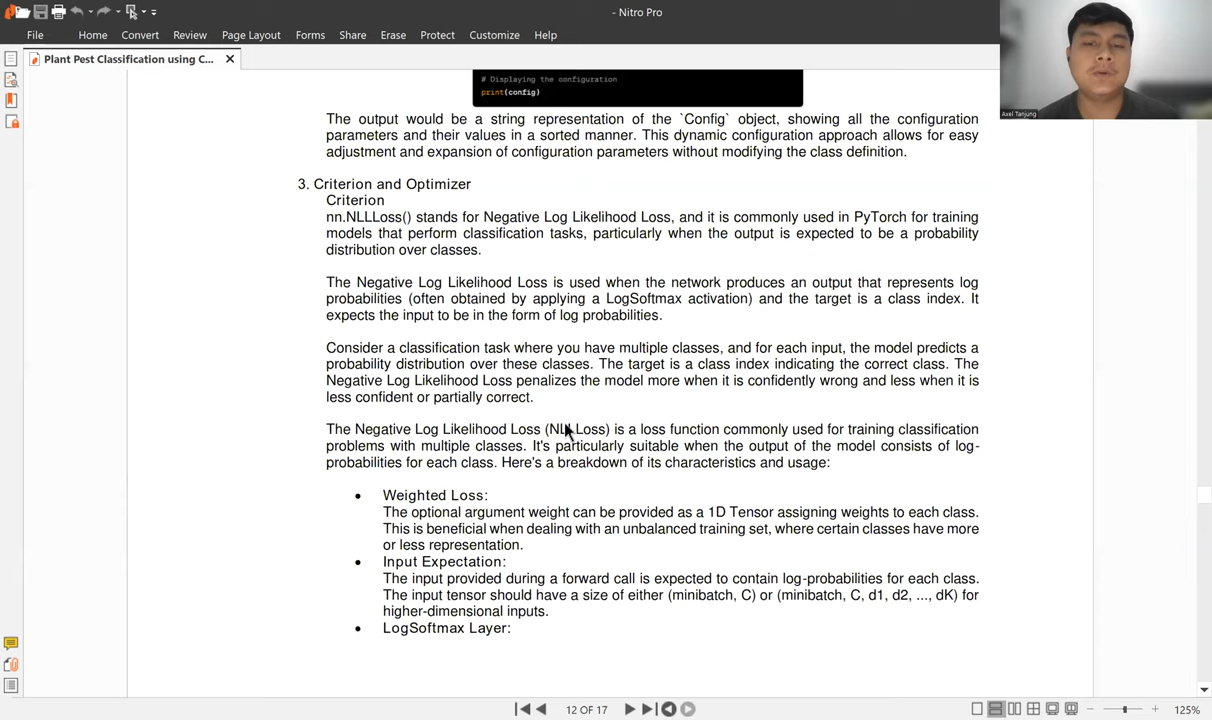 - Nitro Pro
File Home Convert Review Page Layout Forms Share Erase Protect Customize Help
Plant Pest Classification using C...
Axel Tanjung
# Displaying the configuration
print(config)
The output would be a string representation of the `Config` object, showing all the configuration
parameters and their values in a sorted manner. This dynamic configuration approach allows for easy
adjustment and expansion of configuration parameters without modifying the class definition.
3. Criterion and Optimizer
Criterion
nn.NLLLoss() stands for Negative Log Likelihood Loss, and it is commonly used in PyTorch for training
models that perform classification tasks, particularly when the output is expected to be a probability
distribution over classes.
The Negative Log Likelihood Loss is used when the network produces an output that represents log
probabilities (often obtained by applying a LogSoftmax activation) and the target is a class index. It
expects the input to be in the form of log probabilities.
Consider a classification task where you have multiple classes, and for each input, the model predicts a
probability distribution over these classes. The target is a class index indicating the correct class. The
Negative Log Likelihood Loss penalizes the model more when it is confidently wrong and less when it is
less confident or partially correct.
The Negative Log Likelihood Loss (NLLLoss) is a loss function commonly used for training classification
problems with multiple classes. It's particularly suitable when the output of the model consists of log-
probabilities for each class. Here's a breakdown of its characteristics and usage:
• Weighted Loss:
The optional argument weight can be provided as a 1D Tensor assigning weights to each class.
This is beneficial when dealing with an unbalanced training set, where certain classes have more
or less representation.
• Input Expectation:
The input provided during a forward call is expected to contain log-probabilities for each class.
The input tensor should have a size of either (minibatch, C) or (minibatch, C, d1, d2, ..., dK) for
higher-dimensional inputs.
• LogSoftmax Layer:
12 OF 17
125%